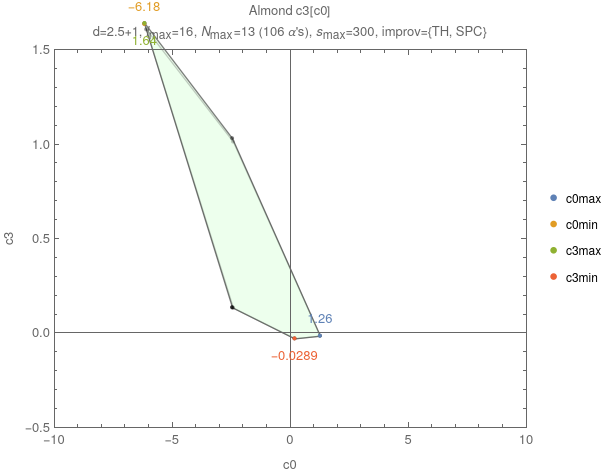 −6.18
Almond c3[c0]
d=2.5+1, ℓmax=16, Nmax=13 (106 α's), smax=300, improv={TH, SPC}
1.64
1.5
1.0
0.5
0.0
−0.5
c3
1.26
−0.0289
−10
−5
0
5
10
c0
c0max
c0min
c3max
c3min